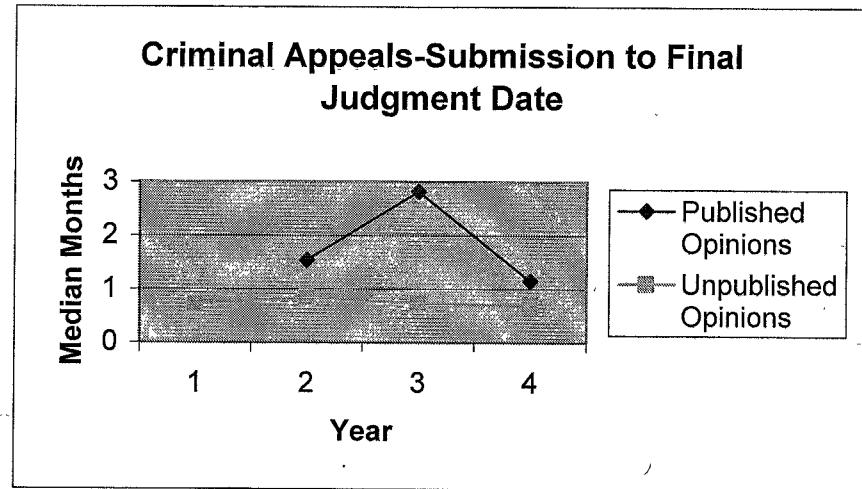 Criminal Appeals-Submission to Final
Judgment Date
Median Months
3
2
1
0
1 2 3 4
Year
Published
Opinions
Unpublished
Opinions